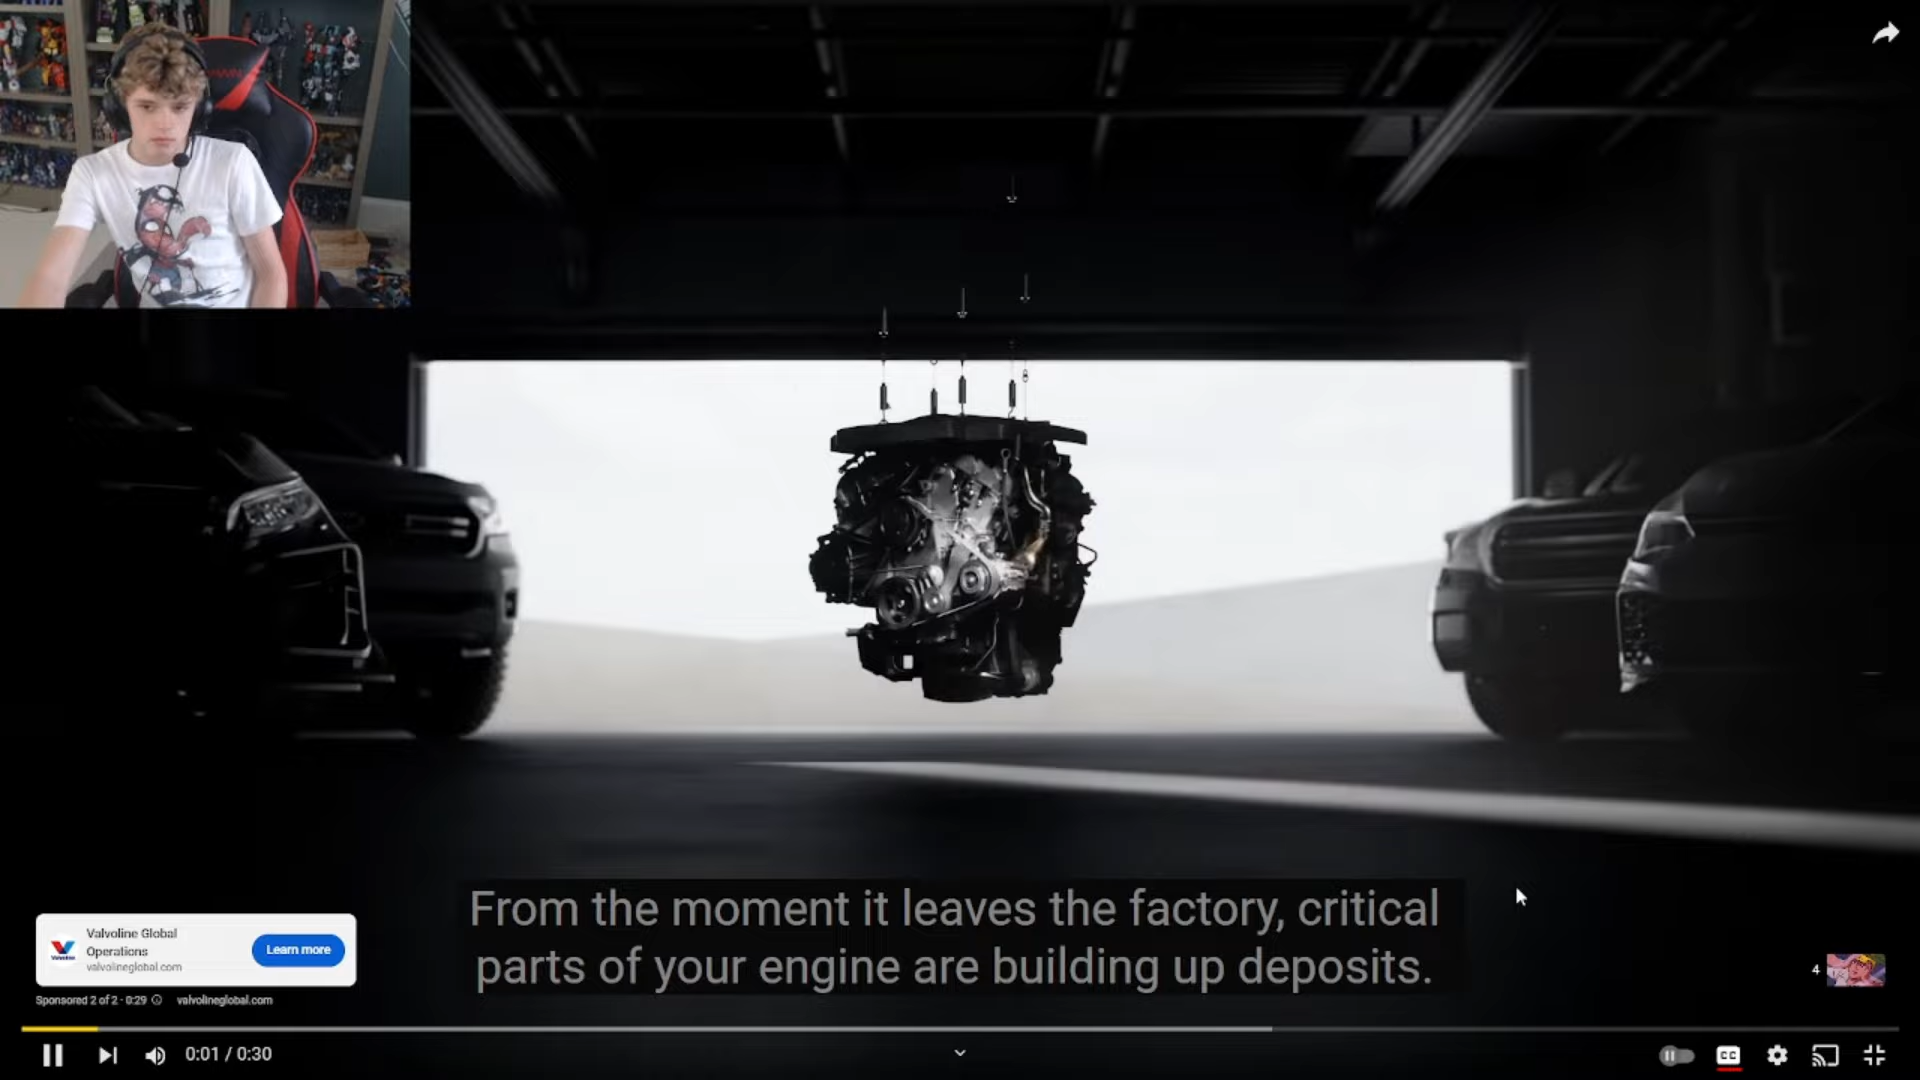 From the moment it leaves the factory, critical
parts of your engine are building up deposits.
Valvoline Global
Operations
valvolineglobal.com
Learn more
Sponsored 2 of 2 · 0:29
valvolineglobal.com
4
0:01 / 0:30
CC